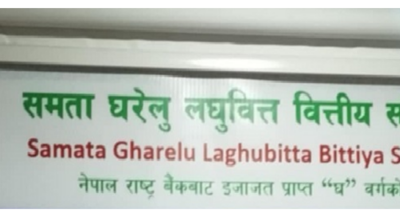 समता घरेलु लघुवित्त वित्तीय स
Samata Gharelu Laghubitta Bittiya S
नेपाल राष्ट्र बैंकबाट इजाजत प्राप्त “घ” वर्गको